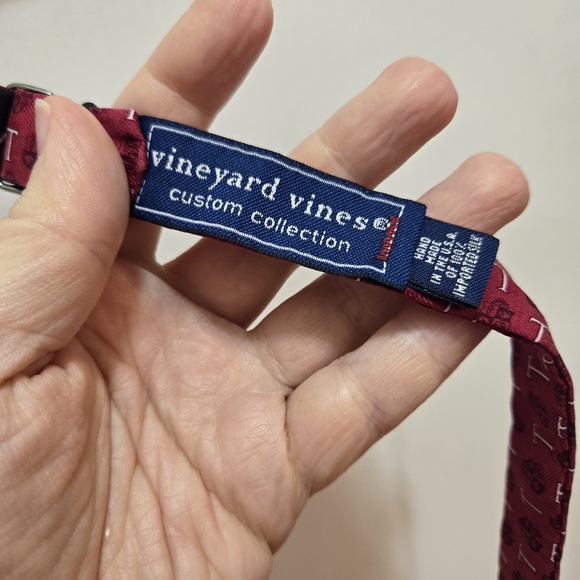 vineyard vines®
custom collection
HAND
MADE
IN THE U.S.A.
OF 100%
IMPORTED SILK
T
T
T
T
T
T